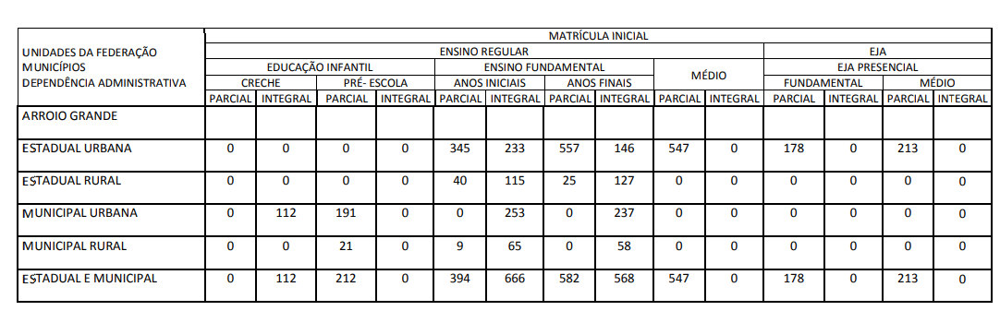 MATRÍCULA INICIAL
UNIDADES DA FEDERAÇÃO
MUNICÍPIOS
DEPENDÊNCIA ADMINISTRATIVA
ENSINO REGULAR EJA
EDUCAÇÃO INFANTIL ENSINO FUNDAMENTAL MÉDIO EJA PRESENCIAL
CRECHE PRÉ- ESCOLA ANOS INICIAIS ANOS FINAIS FUNDAMENTAL MÉDIO
PARCIAL INTEGRAL PARCIAL INTEGRAL PARCIAL INTEGRAL PARCIAL INTEGRAL PARCIAL INTEGRAL PARCIAL INTEGRAL PARCIAL INTEGRAL
ARROIO GRANDE
ESTADUAL URBANA 0 0 0 0 345 233 557 146 547 0 178 0 213 0
ESTADUAL RURAL 0 0 0 0 40 115 25 127 0 0 0 0 0 0
MUNICIPAL URBANA 0 112 191 0 0 253 0 237 0 0 0 0 0 0
MUNICIPAL RURAL 0 0 21 0 9 65 0 58 0 0 0 0 0 0
ESTADUAL E MUNICIPAL 0 112 212 0 394 666 582 568 547 0 178 0 213 0